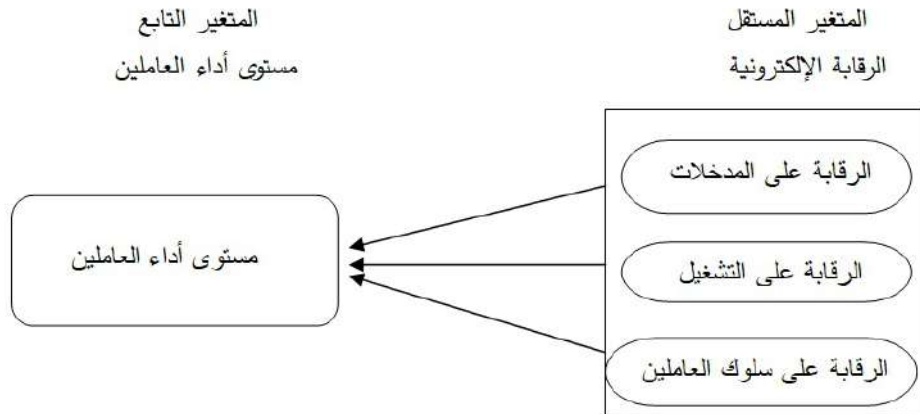 المتغير المستقل
المتغير التابع
الرقابة الإلكترونية
مستوى أداء العاملين
الرقابة على المدخلات
الرقابة على التشغيل
الرقابة على سلوك العاملين
مستوى أداء العاملين